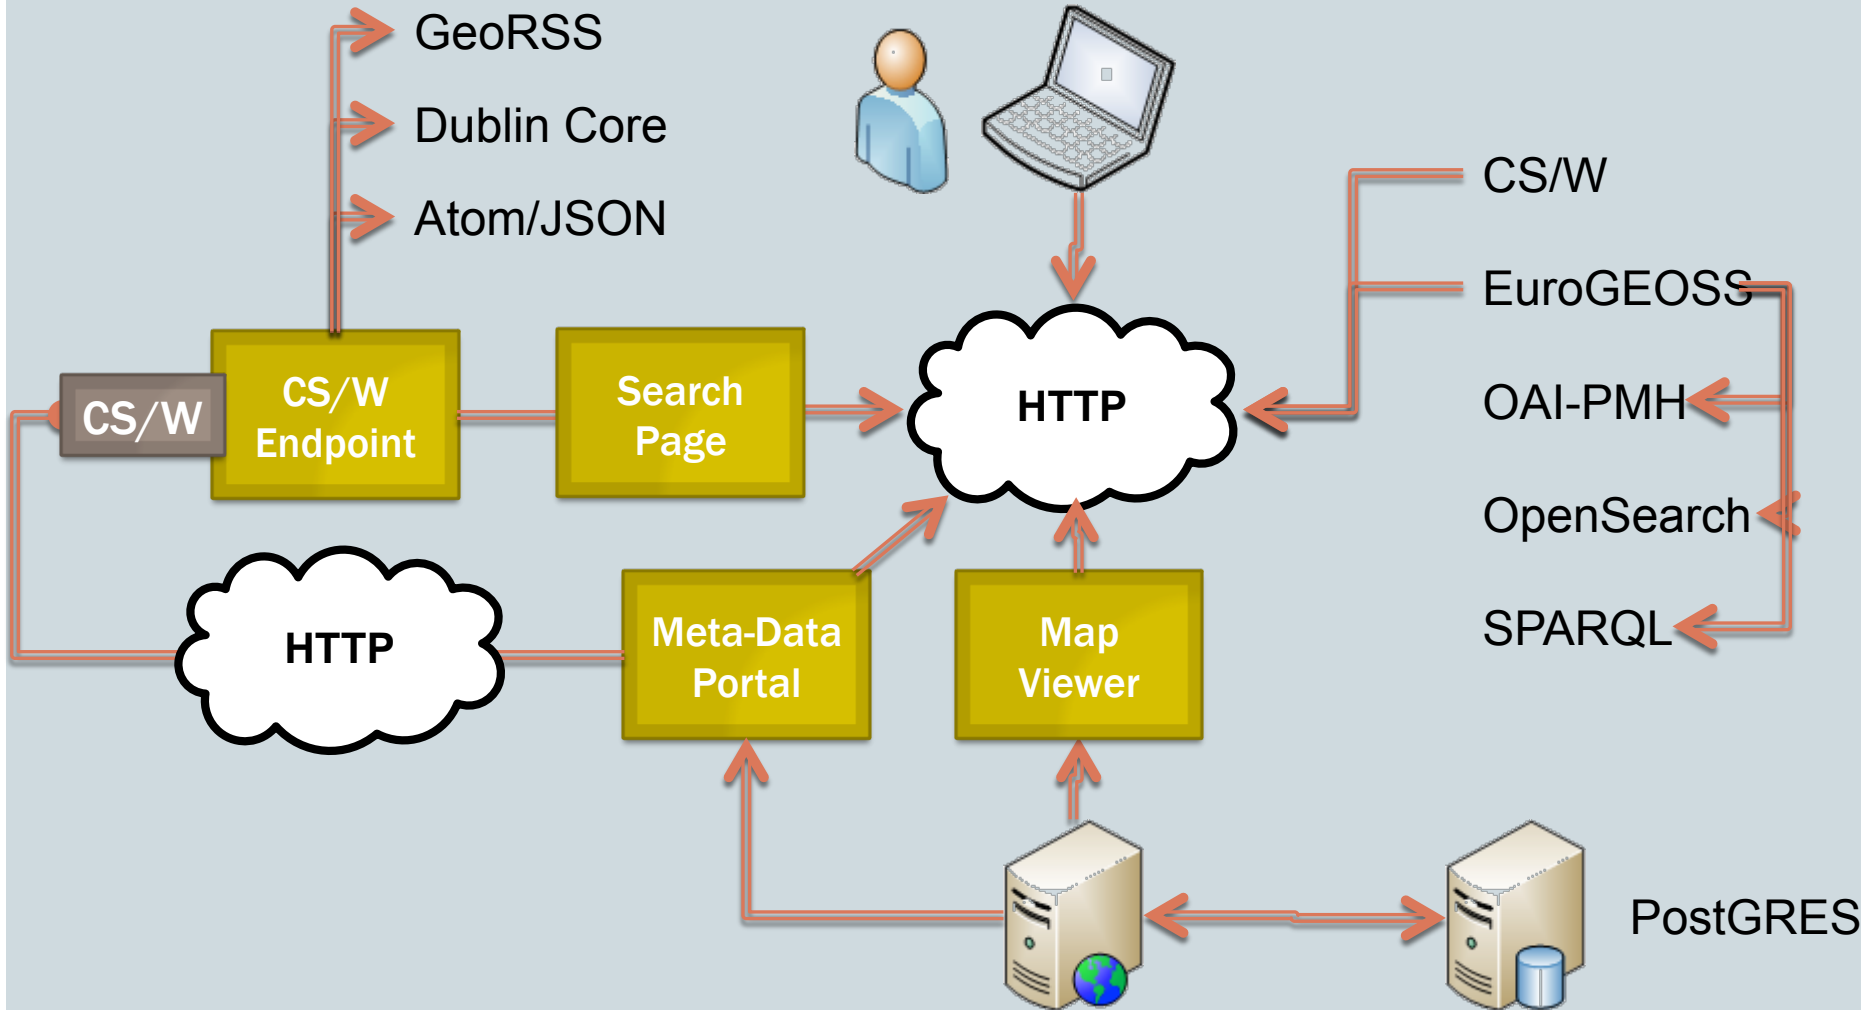 GeoRSS
Dublin Core
Atom/JSON
CS/W
EuroGEOSS
OAI-PMH
OpenSearch
SPARQL
CS/W
CS/W
Endpoint
Search
Page
HTTP
HTTP
Meta-Data
Portal
Map
Viewer
PostGRES